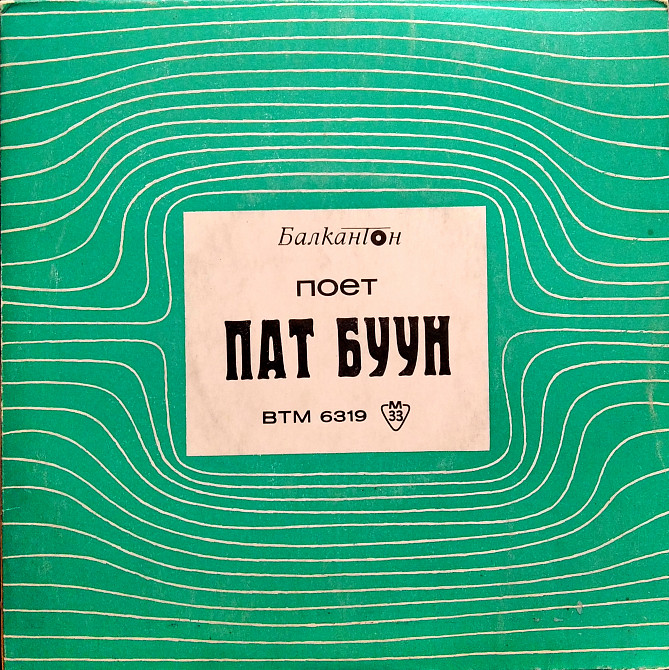 Балкантон
поет
ПАТ БУУН
ВТМ 6319 М 33